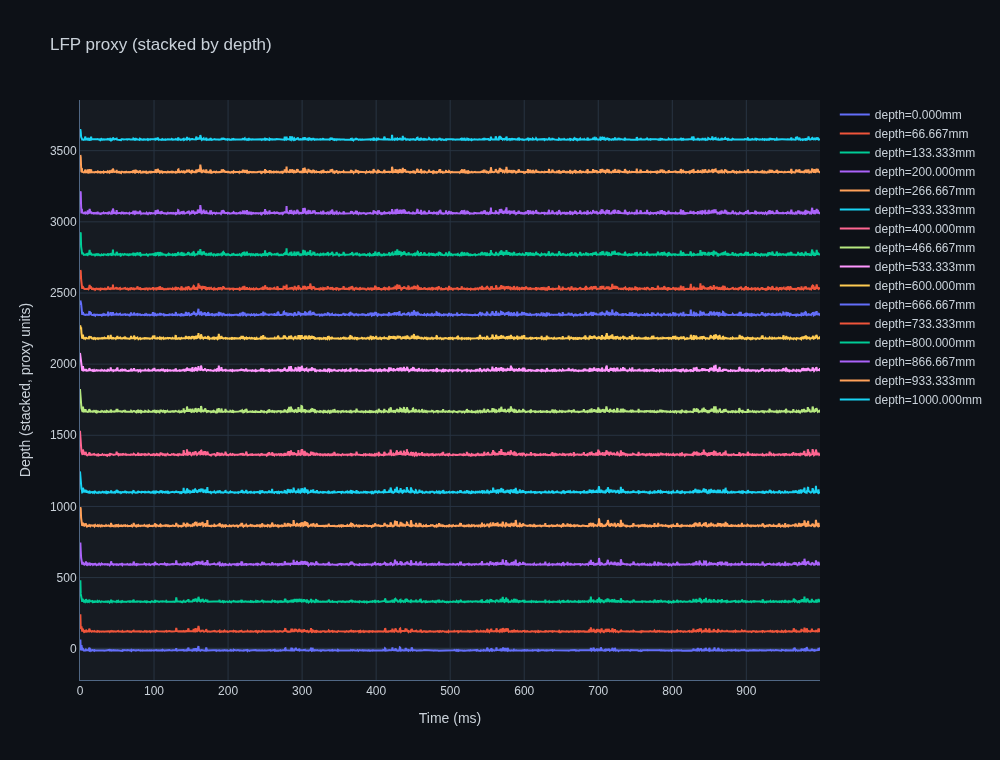 LFP proxy (stacked by depth)
depth=0.000mm
depth=66.667mm
depth=133.333mm
depth=200.000mm
depth=266.667mm
depth=333.333mm
depth=400.000mm
depth=466.667mm
depth=533.333mm
depth=600.000mm
depth=666.667mm
depth=733.333mm
depth=800.000mm
depth=866.667mm
depth=933.333mm
depth=1000.000mm
Depth (stacked, proxy units)
3500
3000
2500
2000
1500
1000
500
0
0 100 200 300 400 500 600 700 800 900
Time (ms)